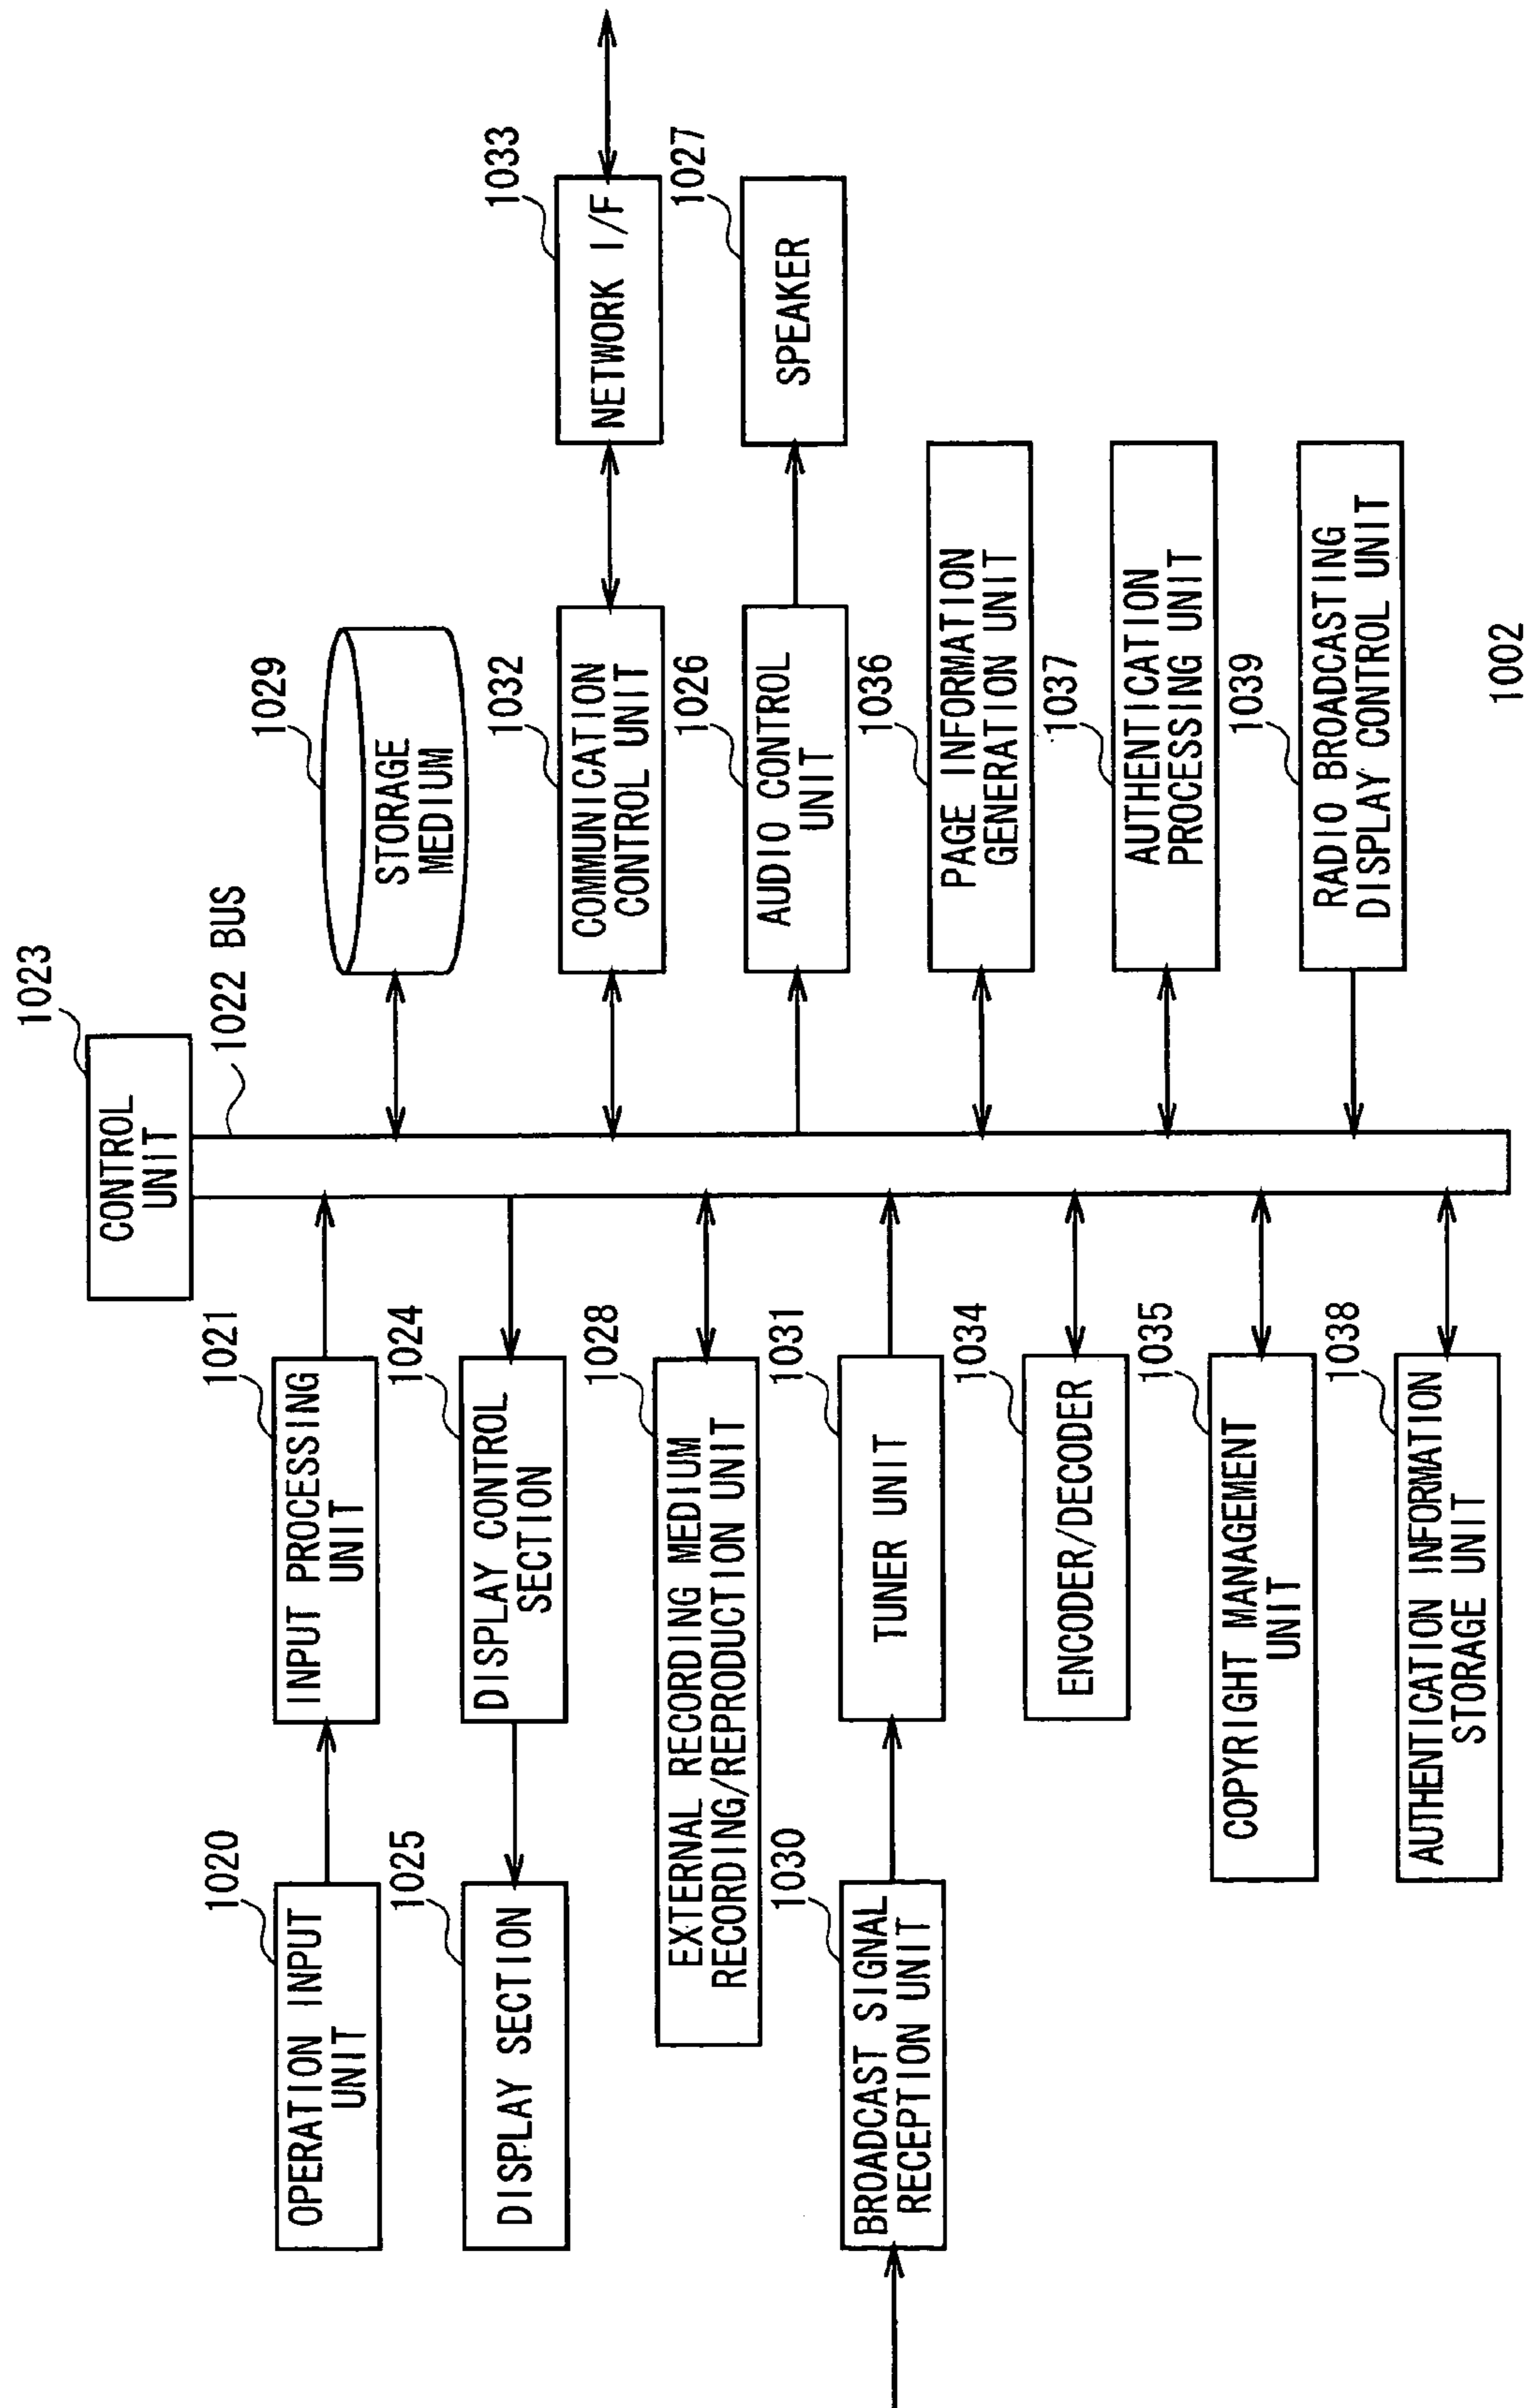 1023
CONTROL
UNIT
1022 BUS
1020
OPERATION INPUT
UNIT
1021
INPUT PROCESSING
UNIT
1025
DISPLAY SECTION
1024
DISPLAY CONTROL
SECTION
1028
EXTERNAL RECORDING MEDIUM
RECORDING/REPRODUCTION UNIT
1030
BROADCAST SIGNAL
RECEPTION UNIT
1031
TUNER UNIT
1034
ENCODER/DECODER
1035
COPYRIGHT MANAGEMENT
UNIT
1038
AUTHENTICATION INFORMATION
STORAGE UNIT
1029
STORAGE
MEDIUM
1032
COMMUNICATION
CONTROL UNIT
1033
NETWORK I/F
1026
AUDIO CONTROL
UNIT
1027
SPEAKER
1036
PAGE INFORMATION
GENERATION UNIT
1037
AUTHENTICATION
PROCESSING UNIT
1039
RADIO BROADCASTING
DISPLAY CONTROL UNIT
1002